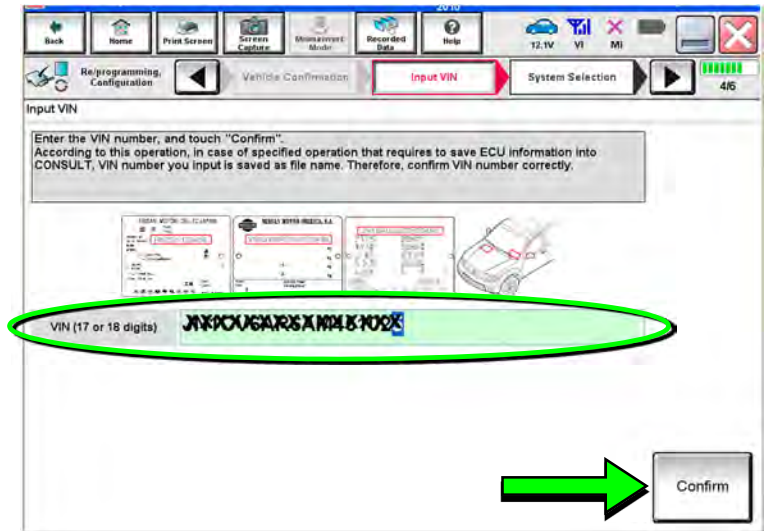 2010
Back
Home
Print Screen
Screen Capture
Measurement Mode
Recorded Data
Help
12.1V
VI
MI
Re/programming, Configuration
Vehicle Confirmation
Input VIN
System Selection
4/6
Input VIN
Enter the VIN number, and touch "Confirm".
According to this operation, in case of specified operation that requires to save ECU information into
CONSULT, VIN number you input is saved as file name. Therefore, confirm VIN number correctly.
VIN (17 or 18 digits)
Confirm